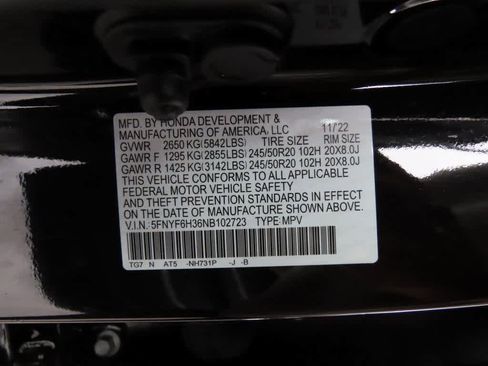 MFD. BY HONDA DEVELOPMENT &
MANUFACTURING OF AMERICA, LLC 11/22
GVWR 2650 KG(5842LBS) TIRE SIZE RIM SIZE
GAWR F 1295 KG(2855LBS) 245/50R20 102H 20X8.0J
GAWR R 1425 KG(3142LBS) 245/50R20 102H 20X8.0J
THIS VEHICLE CONFORMS TO ALL APPLICABLE
FEDERAL MOTOR VEHICLE SAFETY
AND THEFT PREVENTION STANDARDS IN EFFECT
ON THE DATE OF MANUFACTURE SHOWN ABOVE.
V.I.N.: 5FNYF6H36NB102723 TYPE: MPV
TG7 N AT5 -NH731P -J -B